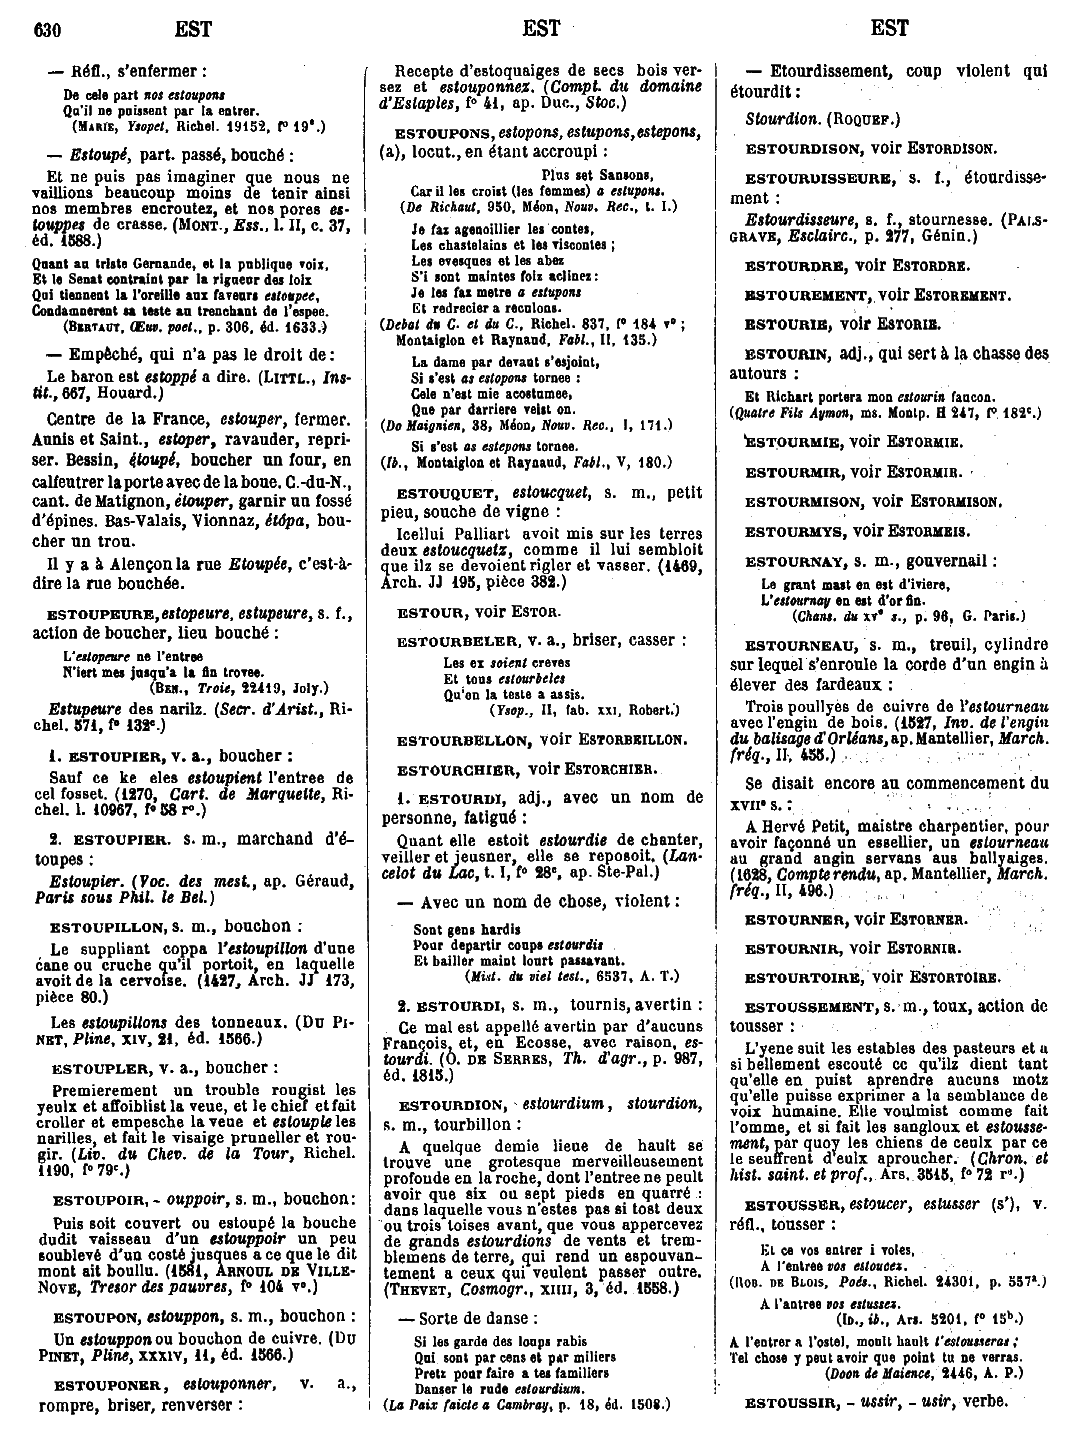 630 EST EST EST
— Réfl., s'enfermer :
De cele part nos estoupons
Qu'il ne puissent par la entrer.
(MARIE, Ysopet, Richel. 19152, f° 19ª.)
— Estoupé, part. passé, bouché :
Et ne puis pas imaginer que nous ne
vaillions beaucoup moins de tenir ainsi
nos membres encroutez, et nos pores es-
touppes de crasse. (MONT., Ess., l. II, c. 37,
éd. 1588.)
Quant au triste Gernande, et la publique voix,
Et le Senat contraint par la rigueur des loix
Qui tiennent la l'oreille aux faveurs estoupee,
Condamnerent sa teste au trenchant de l'espee.
(BERTAUT, Œuv. poet., p. 306, éd. 1633.)
— Empêché, qui n'a pas le droit de :
Le baron est estoppé a dire. (LITTL., Ins-
tit., 667, Houard.)
Centre de la France, estouper, fermer.
Aunis et Saint., estoper, ravauder, repri-
ser. Bessin, étoupé, boucher un four, en
calfeutrer la porte avec de la boue. C.-du-N.,
cant. de Matignon, étouper, garnir un fossé
d'épines. Bas-Valais, Vionnaz, étôpa, bou-
cher un trou.
Il y a à Alençon la rue Etoupée, c'est-à-
dire la rue bouchée.
ESTOUPEURE, estopeure, estupeure, s. f.,
action de boucher, lieu bouché :
L'estopeure ne l'entree
N'iert mes jusqu'a la fin trovee.
(BEN., Troie, 22419, Joly.)
Estupeure des narilz. (Secr. d'Arist., Ri-
chel. 571, f° 132ᶜ.)
1. ESTOUPIER, v. a., boucher :
Sauf ce ke eles estoupient l'entree de
cel fosset. (1270, Cart. de Marquette, Ri-
chel. l. 10967, f° 58 r°.)
2. ESTOUPIER. s. m., marchand d'é-
toupes :
Estoupier. (Voc. des mest., ap. Géraud,
Paris sous Phil. le Bel.)
ESTOUPILLON, s. m., bouchon :
Le suppliant coppa l'estoupillon d'une
cane ou cruche qu'il portoit, en laquelle
avoit de la cervoise. (1427, Arch. JJ 173,
pièce 80.)
Les estoupillons des tonneaux. (DU PI-
NET, Pline, XIV, 21, éd. 1566.)
ESTOUPLER, v. a., boucher :
Premierement un trouble rougist les
yeulx et affoiblist la veue, et le chief et fait
croller et empesche la veue et estouple les
narilles, et fait le visaige pruneller et rou-
gir. (Liv. du Chev. de la Tour, Richel.
1190, f° 79ᶜ.)
ESTOUPOIR, - ouppoir, s. m., bouchon :
Puis soit couvert ou estoupé la bouche
dudit vaisseau d'un estouppoir un peu
soublevé d'un costé jusques a ce que le dit
mont ait boullu. (1581, ARNOUL DE VILLE-
NOVE, Tresor des pauvres, f° 104 v°.)
ESTOUPON, estouppon, s. m., bouchon :
Un estouppon ou bouchon de cuivre. (DU
PINET, Pline, XXXIV, 11, éd. 1566.)
ESTOUPONER, estouponner, v. a.,
rompre, briser, renverser :
Recepte d'estoquaiges de secs bois ver-
sez et estouponnez. (Compt. du domaine
d'Estaples, f° 41, ap. Duc., Stoc.)
ESTOUPONS, estopons, estupons, estepons,
(a), locut., en étant accroupi :
Plus set Sansons,
Car il les croist (les femmes) a estupons.
(De Richaut, 950, Méon, Nouv. Rec., t. I.)
Je faz agenoillier les contes,
Les chastelains et les viscontes ;
Les evesques et les abez
S'i sont maintes foiz aclinez :
Je les faz metre a estupons
Et redrecier a reculons.
(Debat du C. et du C., Richel. 837, f° 184 v° ;
Montaiglon et Raynaud, Fabl., II, 135.)
La dame par devant s'esjoint,
Si s'est as estopons tornee :
Cele n'est mie acostumee,
Que par darriere veist on.
(Do Maignien, 38, Méon, Nouv. Rec., I, 171.)
Si s'est as estepons tornee.
(Ib., Montaiglon et Raynaud, Fabl., V, 180.)
ESTOUQUET, estoucquet, s. m., petit
pieu, souche de vigne :
Icellui Palliart avoit mis sur les terres
deux estoucquetz, comme il lui sembloit
que ilz se devoient rigler et vasser. (1469,
Arch. JJ 195, pièce 382.)
ESTOUR, voir ESTOR.
ESTOURBELER, v. a., briser, casser :
Les ex soient creves
Et tous estourbeles
Qu'on la teste a assis.
(Ysop., II, fab. XXI, Robert.)
ESTOURBELLON, voir ESTORBEILLON.
ESTOURCHIER, voir ESTORCHIER.
1. ESTOURDI, adj., avec un nom de
personne, fatigué :
Quant elle estoit estourdie de chanter,
veiller et jeusner, elle se reposoit. (Lan-
celot du Lac, t. I, f° 28ᶜ, ap. Ste-Pal.)
— Avec un nom de chose, violent :
Sont gens hardis
Pour departir coups estourdis
Et bailler maint lourt passavant.
(Mist. du viel test., 6537, A. T.)
2. ESTOURDI, s. m., tournis, avertin :
Ce mal est appellé avertin par d'aucuns
François, et, en Ecosse, avec raison, es-
tourdi. (O. DE SERRES, Th. d'agr., p. 987,
éd. 1815.)
ESTOURDION, estourdium, stourdion,
s. m., tourbillon :
A quelque demie lieue de hault se
trouve une grotesque merveilleusement
profonde en la roche, dont l'entree ne peult
avoir que six ou sept pieds en quarré :
dans laquelle vous n'estes pas si tost deux
ou trois toises avant, que vous appercevez
de grands estourdions de vents et trem-
blemens de terre, qui rend un espouvan-
tement a ceux qui veulent passer outre.
(THEVET, Cosmogr., XIIII, 3, éd. 1558.)
— Sorte de danse :
Si les garde des loups rabis
Qui sont par cens et par miliers
Pretz pour faire a tes familiers
Danser le rude estourdium.
(La Paix faicte a Cambray, p. 18, éd. 1508.)
— Etourdissement, coup violent qui
étourdit :
Stourdion. (ROQUEF.)
ESTOURDISON, voir ESTORDISON.
ESTOURDISSEURE, s. f., étourdisse-
ment :
Estourdisseure, s. f., stournesse. (PALS-
GRAVE, Esclairc., p. 277, Génin.)
ESTOURDRE, voir ESTORDRE.
ESTOUREMENT, voir ESTOREMENT.
ESTOURIE, voir ESTORIE.
ESTOURIN, adj., qui sert à la chasse des
autours :
Et Richart portera mon estourin faucon.
(Quatre Fils Aymon, ms. Montp. H 247, f° 182ᶜ.)
ESTOURMIE, voir ESTORMIE.
ESTOURMIR, voir ESTORMIR.
ESTOURMISON, voir ESTORMISON.
ESTOURMYS, voir ESTORMEIS.
ESTOURNAY, s. m., gouvernail :
Le grant mast en est d'iviere,
L'estournay en est d'or fin.
(Chans. du XVᵉ s., p. 96, G. Paris.)
ESTOURNEAU, s. m., treuil, cylindre
sur lequel s'enroule la corde d'un engin à
élever des fardeaux :
Trois poullyes de cuivre de l'estourneau
avec l'engin de bois. (1527, Inv. de l'engin
du balisage d'Orléans, ap. Mantellier, March.
fréq., II, 455.)
Se disait encore au commencement du
XVIIᵉ s. :
A Hervé Petit, maistre charpentier, pour
avoir façonné un essellier, un estourneau
au grand angin servans aus ballyaiges.
(1628, Compte rendu, ap. Mantellier, March.
fréq., II, 496.)
ESTOURNER, voir ESTORNER.
ESTOURNIR, voir ESTORNIR.
ESTOURTOIRE, voir ESTORTOIRE.
ESTOUSSEMENT, s. m., toux, action de
tousser :
L'yene suit les estables des pasteurs et a
si bellement escouté ce qu'ilz dient tant
qu'elle en puist aprendre aucuns motz
qu'elle puisse exprimer a la semblance de
voix humaine. Elle voulmist comme fait
l'omme, et si fait les sangloux et estousse-
ment, par quoy les chiens de ceulx par ce
le seuffrent d'eulx aproucher. (Chron. et
hist. saint. et prof., Ars. 3515, f° 72 r°.)
ESTOUSSER, estoucer, estusser (s'), v.
réfl., tousser :
Et ce vos entrer i voles,
A l'entree vos estoucez.
(ROB. DE BLOIS, Poés., Richel. 24301, p. 557ª.)
A l'antree vos estussez.
(ID., ib., Ars. 5201, f° 15ᵇ.)
A l'entrer a l'ostel, moult hault t'estousseras ;
Tel chose y peut avoir que point tu ne verras.
(Doon de Maience, 2446, A. P.)
ESTOUSSIR, - ussir, - usir, verbe.